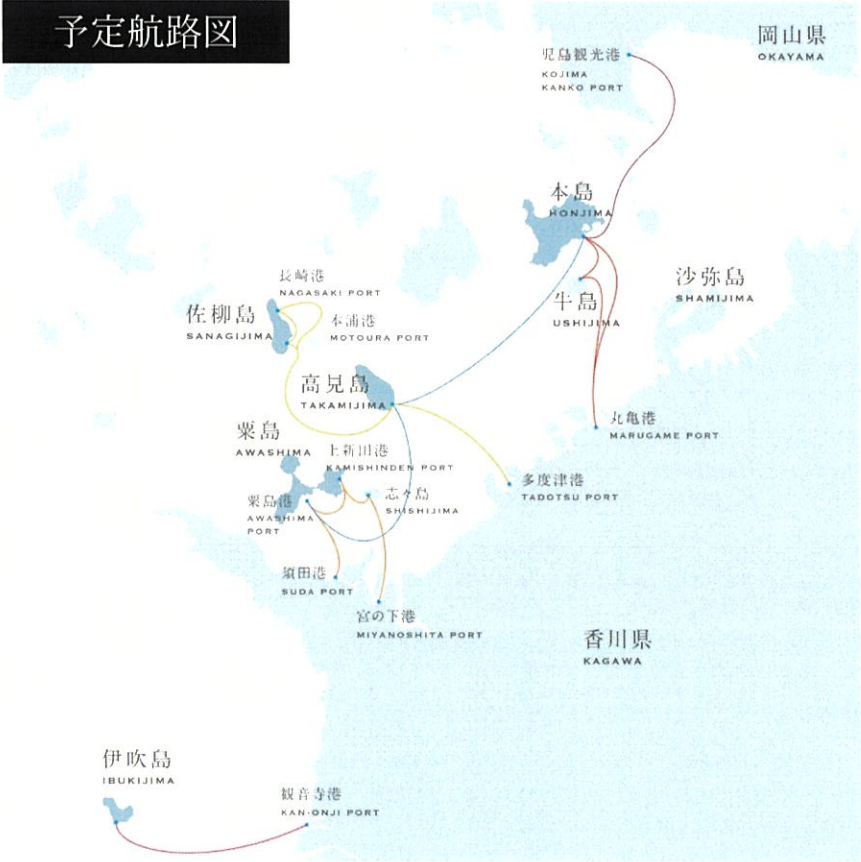 予定航路図
岡山県
OKAYAMA
児島観光港
KOJIMA
KANKO PORT
本島
HONJIMA
沙弥島
SHAMIJIMA
牛島
USHIJIMA
長崎港
NAGASAKI PORT
佐柳島
SANAGIJIMA
本浦港
MOTOURA PORT
高見島
TAKAMIJIMA
丸亀港
MARUGAME PORT
粟島
AWASHIMA
上新田港
KAMISHINDEN PORT
多度津港
TADOTSU PORT
粟島港
AWASHIMA
PORT
志々島
SHISHIJIMA
須田港
SUDA PORT
宮の下港
MIYANOSHITA PORT
香川県
KAGAWA
伊吹島
IBUKIJIMA
観音寺港
KAN-ONJI PORT